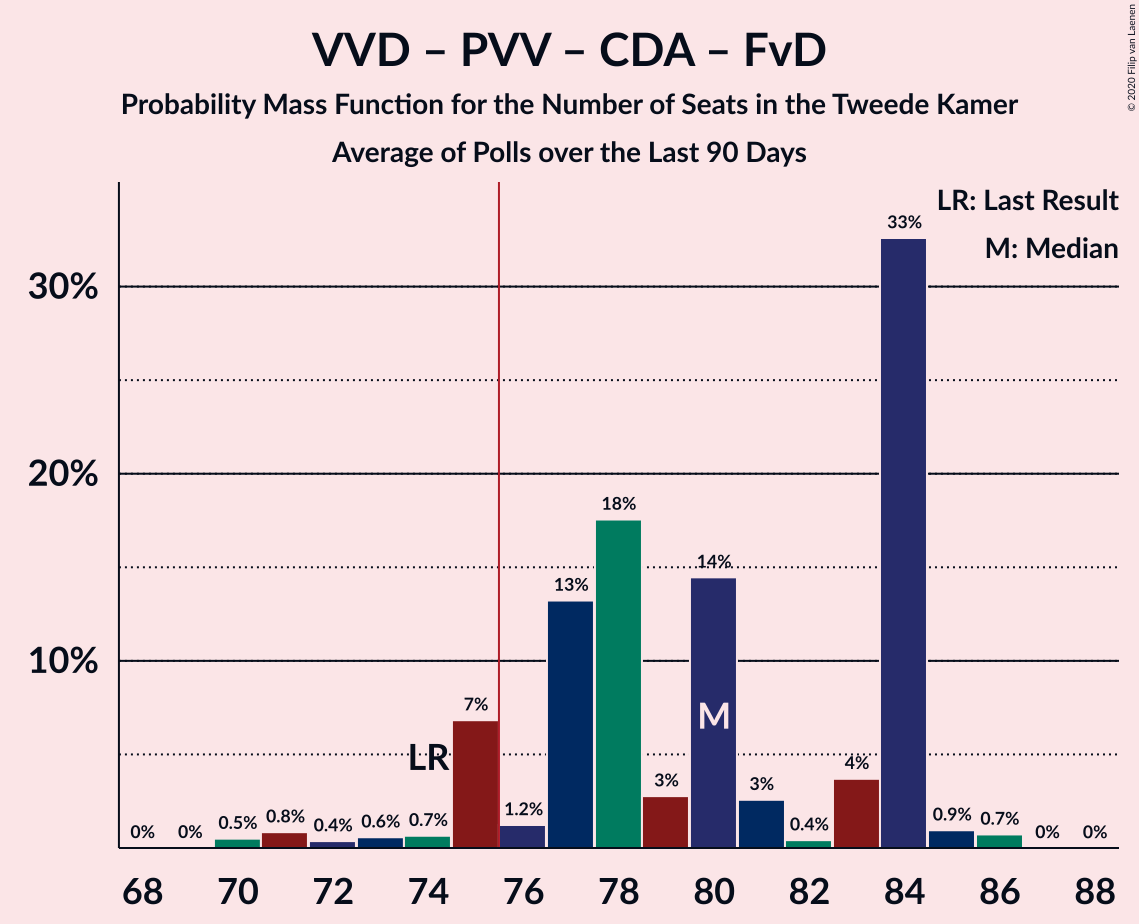 VVD – PVV – CDA – FvD
Probability Mass Function for the Number of Seats in the Tweede Kamer
Average of Polls over the Last 90 Days
© 2020 Filip van Laenen
LR: Last Result
M: Median
30%
20%
10%
0%
0%
0.5%
0.8%
0.4%
0.6%
0.7%
7%
1.2%
13%
18%
3%
14%
3%
0.4%
4%
33%
0.9%
0.7%
0%
0%
LR
M
68 70 72 74 76 78 80 82 84 86 88